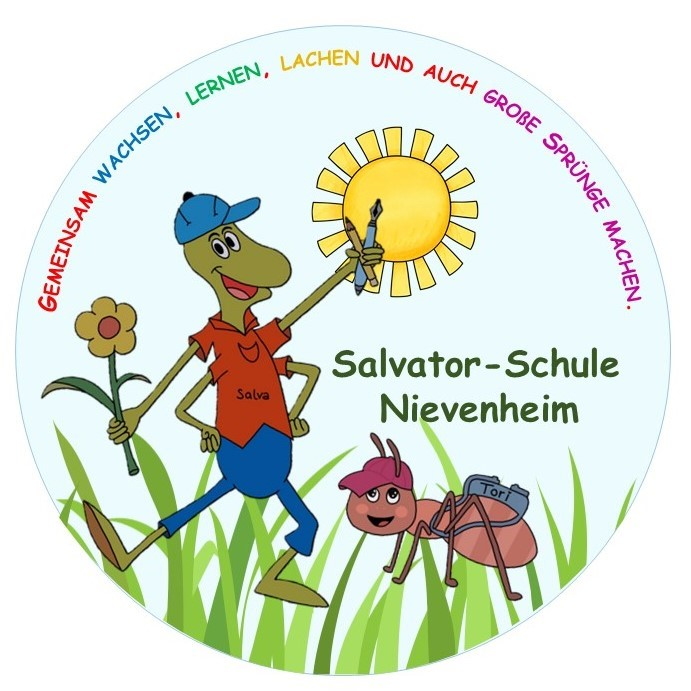 GEMEINSAM WACHSEN, LERNEN, LACHEN UND AUCH GROßE SPRÜNGE MACHEN.
Salvator-Schule
Nievenheim
Salva
Tori